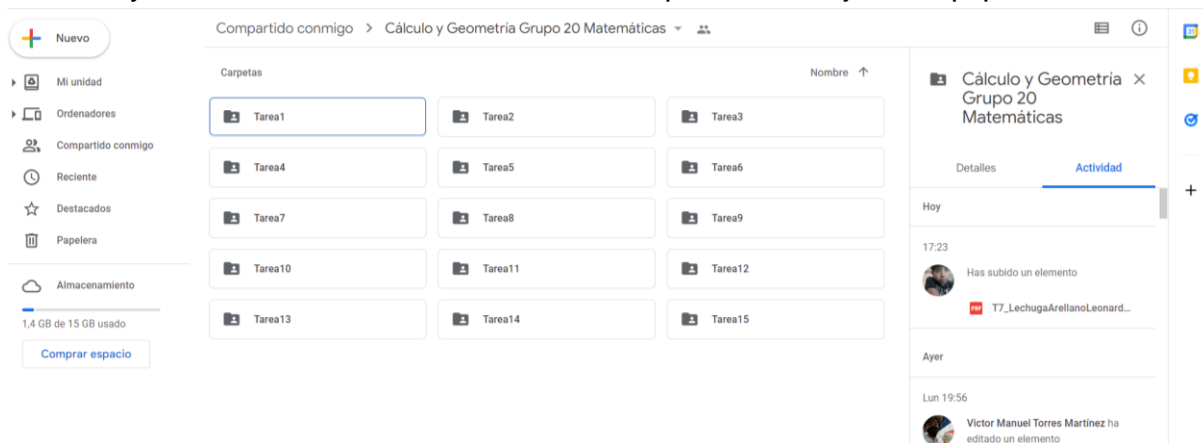 Nuevo
Mi unidad
Ordenadores
Compartido conmigo
Reciente
Destacados
Papelera
Almacenamiento
1,4 GB de 15 GB usado
Comprar espacio
Compartido conmigo > Cálculo y Geometría Grupo 20 Matemáticas
Carpetas
Nombre ↑
Tarea1
Tarea2
Tarea3
Tarea4
Tarea5
Tarea6
Tarea7
Tarea8
Tarea9
Tarea10
Tarea11
Tarea12
Tarea13
Tarea14
Tarea15
Cálculo y Geometría
Grupo 20
Matemáticas
Detalles
Actividad
Hoy
17:23
Has subido un elemento
PDF
T7_LechugaArellanoLeonard...
Ayer
Lun 19:56
Victor Manuel Torres Martínez ha
editado un elemento
31